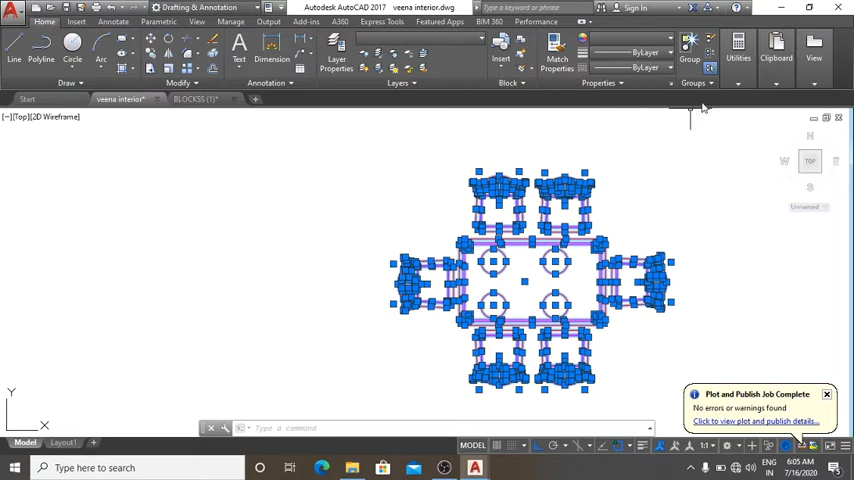 Drafting & Annotation
Autodesk AutoCAD 2017   veena interior.dwg
Type a keyword or phrase
Sign In
Home Insert Annotate Parametric View Manage Output Add-ins A360 Express Tools Featured Apps BIM 360 Performance
Line Polyline Circle Arc
Text Dimension
Layer Properties
Insert
Match Properties
ByLayer
ByLayer
ByLayer
Group
Utilities
Clipboard
View
Draw Modify Annotation Layers Block Properties Groups
Start veena interior* BLOCKSS (1)*
[−][Top][2D Wireframe]
N
W TOP E
S
Unnamed
Y
X
Plot and Publish Job Complete
No errors or warnings found
Click to view plot and publish details...
Type a command
Model Layout1 +
MODEL
1:1
Type here to search
ENG
IN
6:05 AM
7/16/2020